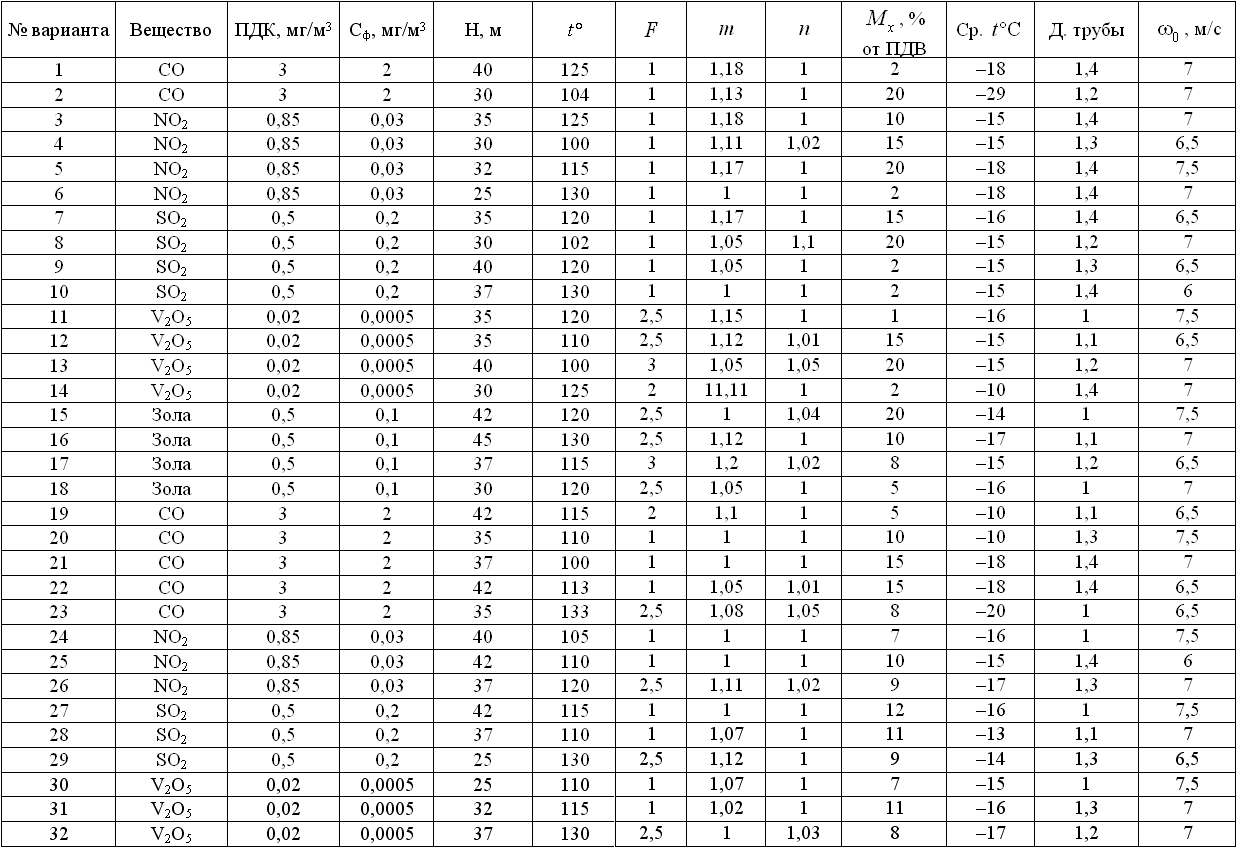 № варианта Вещество ПДК, мг/м³ Сф, мг/м³ Н, м t° F m n Mx, % от ПДВ Ср. t°C Д. трубы ω₀, м/с
1 CO 3 2 40 125 1 1,18 1 2 –18 1,4 7
2 CO 3 2 30 104 1 1,13 1 20 –29 1,2 7
3 NO₂ 0,85 0,03 35 125 1 1,18 1 10 –15 1,4 7
4 NO₂ 0,85 0,03 30 100 1 1,11 1,02 15 –15 1,3 6,5
5 NO₂ 0,85 0,03 32 115 1 1,17 1 20 –18 1,4 7,5
6 NO₂ 0,85 0,03 25 130 1 1 1 2 –18 1,4 7
7 SO₂ 0,5 0,2 35 120 1 1,17 1 15 –16 1,4 6,5
8 SO₂ 0,5 0,2 30 102 1 1,05 1,1 20 –15 1,2 7
9 SO₂ 0,5 0,2 40 120 1 1,05 1 2 –15 1,3 6,5
10 SO₂ 0,5 0,2 37 130 1 1 1 2 –15 1,4 6
11 V₂O₅ 0,02 0,0005 35 120 2,5 1,15 1 1 –16 1 7,5
12 V₂O₅ 0,02 0,0005 35 110 2,5 1,12 1,01 15 –15 1,1 6,5
13 V₂O₅ 0,02 0,0005 40 100 3 1,05 1,05 20 –15 1,2 7
14 V₂O₅ 0,02 0,0005 30 125 2 11,11 1 2 –10 1,4 7
15 Зола 0,5 0,1 42 120 2,5 1 1,04 20 –14 1 7,5
16 Зола 0,5 0,1 45 130 2,5 1,12 1 10 –17 1,1 7
17 Зола 0,5 0,1 37 115 3 1,2 1,02 8 –15 1,2 6,5
18 Зола 0,5 0,1 30 120 2,5 1,05 1 5 –16 1 7
19 CO 3 2 42 115 2 1,1 1 5 –10 1,1 6,5
20 CO 3 2 35 110 1 1 1 10 –10 1,3 7,5
21 CO 3 2 37 100 1 1 1 15 –18 1,4 7
22 CO 3 2 42 113 1 1,05 1,01 15 –18 1,4 6,5
23 CO 3 2 35 133 2,5 1,08 1,05 8 –20 1 6,5
24 NO₂ 0,85 0,03 40 105 1 1 1 7 –16 1 7,5
25 NO₂ 0,85 0,03 42 110 1 1 1 10 –15 1,4 6
26 NO₂ 0,85 0,03 37 120 2,5 1,11 1,02 9 –17 1,3 7
27 SO₂ 0,5 0,2 42 115 1 1 1 12 –16 1 7,5
28 SO₂ 0,5 0,2 37 110 1 1,07 1 11 –13 1,1 7
29 SO₂ 0,5 0,2 25 130 2,5 1,12 1 9 –14 1,3 6,5
30 V₂O₅ 0,02 0,0005 25 110 1 1,07 1 7 –15 1 7,5
31 V₂O₅ 0,02 0,0005 32 115 1 1,02 1 11 –16 1,3 7
32 V₂O₅ 0,02 0,0005 37 130 2,5 1 1,03 8 –17 1,2 7